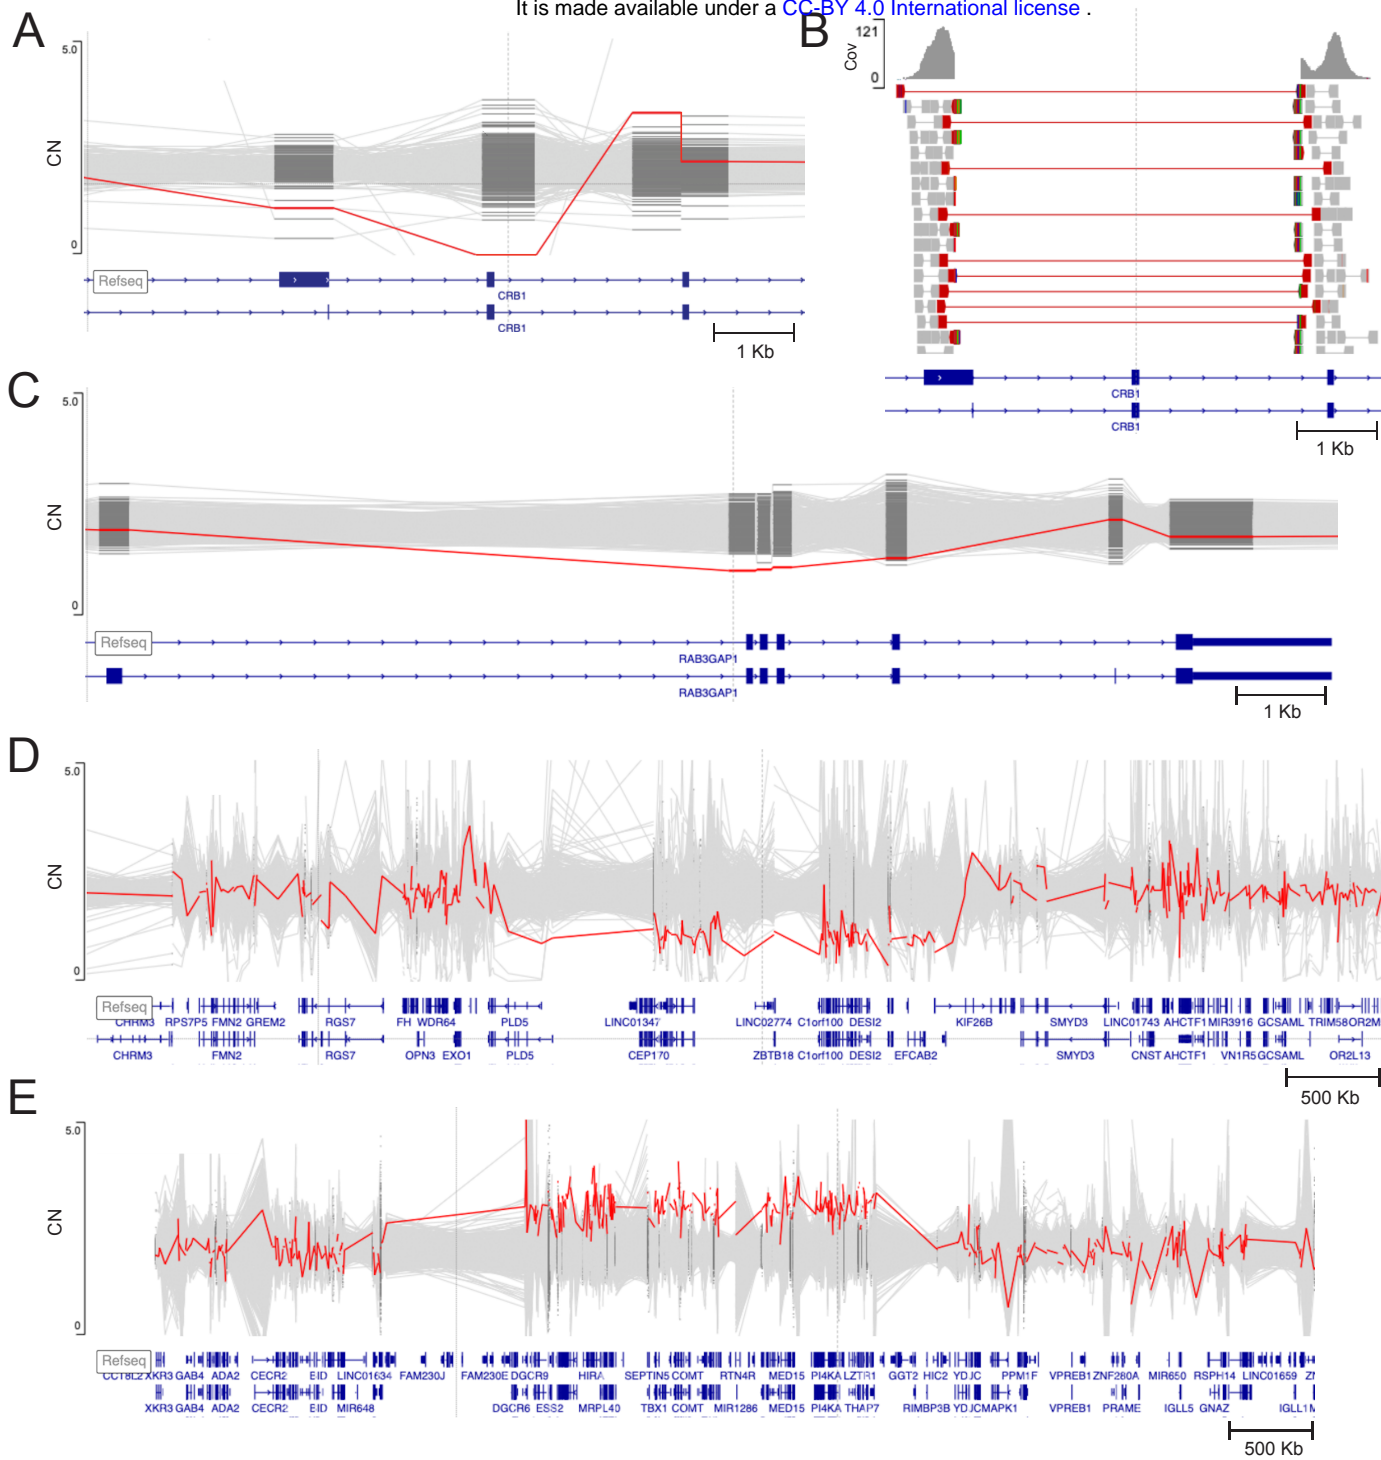 It is made available under a CC-BY 4.0 International license .
A
5.0
CN
0
Refseq
CRB1
CRB1
1 Kb
B
121
Cov
0
CRB1
CRB1
1 Kb
C
5.0
CN
0
Refseq
RAB3GAP1
RAB3GAP1
1 Kb
D
5.0
CN
0
Refseq
CHRM3 RPS7P5 FMN2 GREM2 RGS7 FH WDR64 PLD5 LINC01347 LINC02774 C1orf100 DESI2 KIF26B SMYD3 LINC01743 AHCTF1 MIR3916 GCSAML TRIM58 OR2M
CHRM3 FMN2 RGS7 OPN3 EXO1 PLD5 CEP170 ZBTB18 C1orf100 DESI2 EFCAB2 SMYD3 CNST AHCTF1 VN1R5 GCSAML OR2L13
500 Kb
E
5.0
CN
0
Refseq
CCT8L2 XKR3 GAB4 ADA2 CECR2 BID LINC01634 FAM230J FAM230E DGCR9 HIRA SEPTIN5 COMT RTN4R MED15 PI4KA LZTR1 GGT2 HIC2 YDJC PPM1F VPREB1 ZNF280A MIR650 RSPH14 LINC01659
XKR3 GAB4 ADA2 CECR2 BID MIR648 DGCR6 ESS2 MRPL40 TBX1 COMT MIR1286 MED15 PI4KA THAP7 RIMBP3B YDJC MAPK1 VPREB1 PRAME IGLL5 GNAZ IGLL1
500 Kb